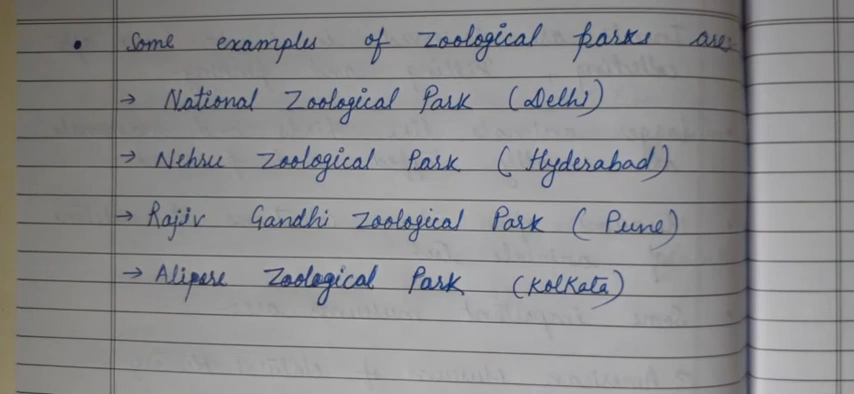 • Some examples of Zoological parks are
→ National Zoological Park (Delhi)
→ Nehru Zoological Park (Hyderabad)
→ Rajiv Gandhi Zoological Park (Pune)
→ Alipore Zoological Park (Kolkata)